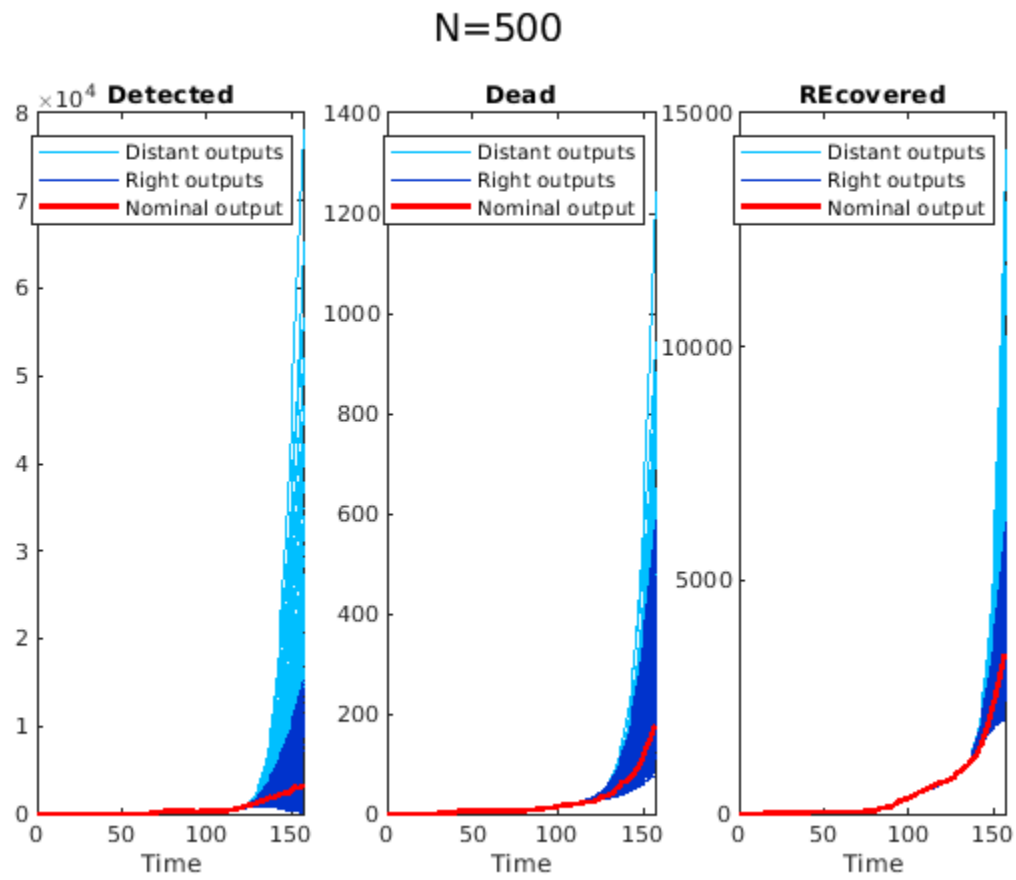 N=500
×10⁴ Detected
8
7
6
5
4
3
2
1
0
0 50 100 150
Time
Distant outputs
Right outputs
Nominal output
Dead
1400
1200
1000
800
600
400
200
0
0 50 100 150
Time
Distant outputs
Right outputs
Nominal output
REcovered
15000
10000
5000
0
0 50 100 150
Time
Distant outputs
Right outputs
Nominal output